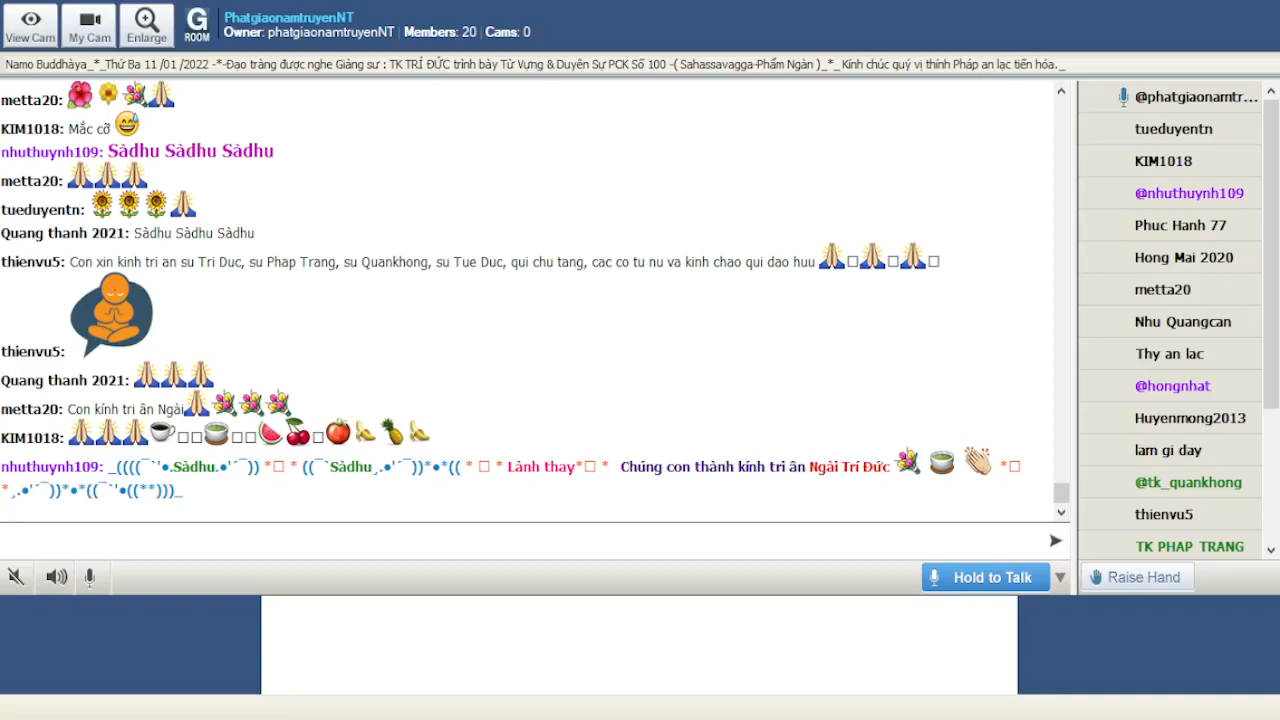 View Cam
My Cam
Enlarge
G
ROOM
PhatgiaonamtruyenNT
Owner: phatgiaonamtruyenNT | Members: 20 | Cams: 0
Namo Buddhàya_*_Thứ Ba 11 /01 /2022 -*-Đạo tràng được nghe Giảng sư : TK TRÍ ĐỨC trình bày Từ Vựng & Duyên Sự PCK Số 100 -( Sahassavagga-Phẩm Ngàn )_*_ Kính chúc quý vị thính Pháp an lạc tiến hóa._
metta20:
KIM1018: Mắc cỡ
nhuthuynh109: Sàdhu Sàdhu Sàdhu
metta20:
tueduyentn:
Quang thanh 2021: Sàdhu Sàdhu Sàdhu
thienvu5: Con xin kinh tri an su Tri Duc, su Phap Trang, su Quankhong, su Tue Duc, qui chu tang, cac co tu nu va kinh chao qui dao huu
thienvu5:
Quang thanh 2021:
metta20: Con kính tri ân Ngài
KIM1018:
nhuthuynh109: _((((¯`'•.Sàdhu.•'´¯)) *□ * ((¯`Sàdhu¸.•'´¯))*•*(( * □ * Lành thay*□ * Chúng con thành kính tri ân Ngài Trí Đức *□
*¸.•'´¯))*•*((¯`'•((**)))_
Hold to Talk
@phatgiaonamtr...
tueduyentn
KIM1018
@nhuthuynh109
Phuc Hanh 77
Hong Mai 2020
metta20
Nhu Quangcan
Thy an lac
@hongnhat
Huyenmong2013
lam gi day
@tk_quankhong
thienvu5
TK PHAP TRANG
Raise Hand